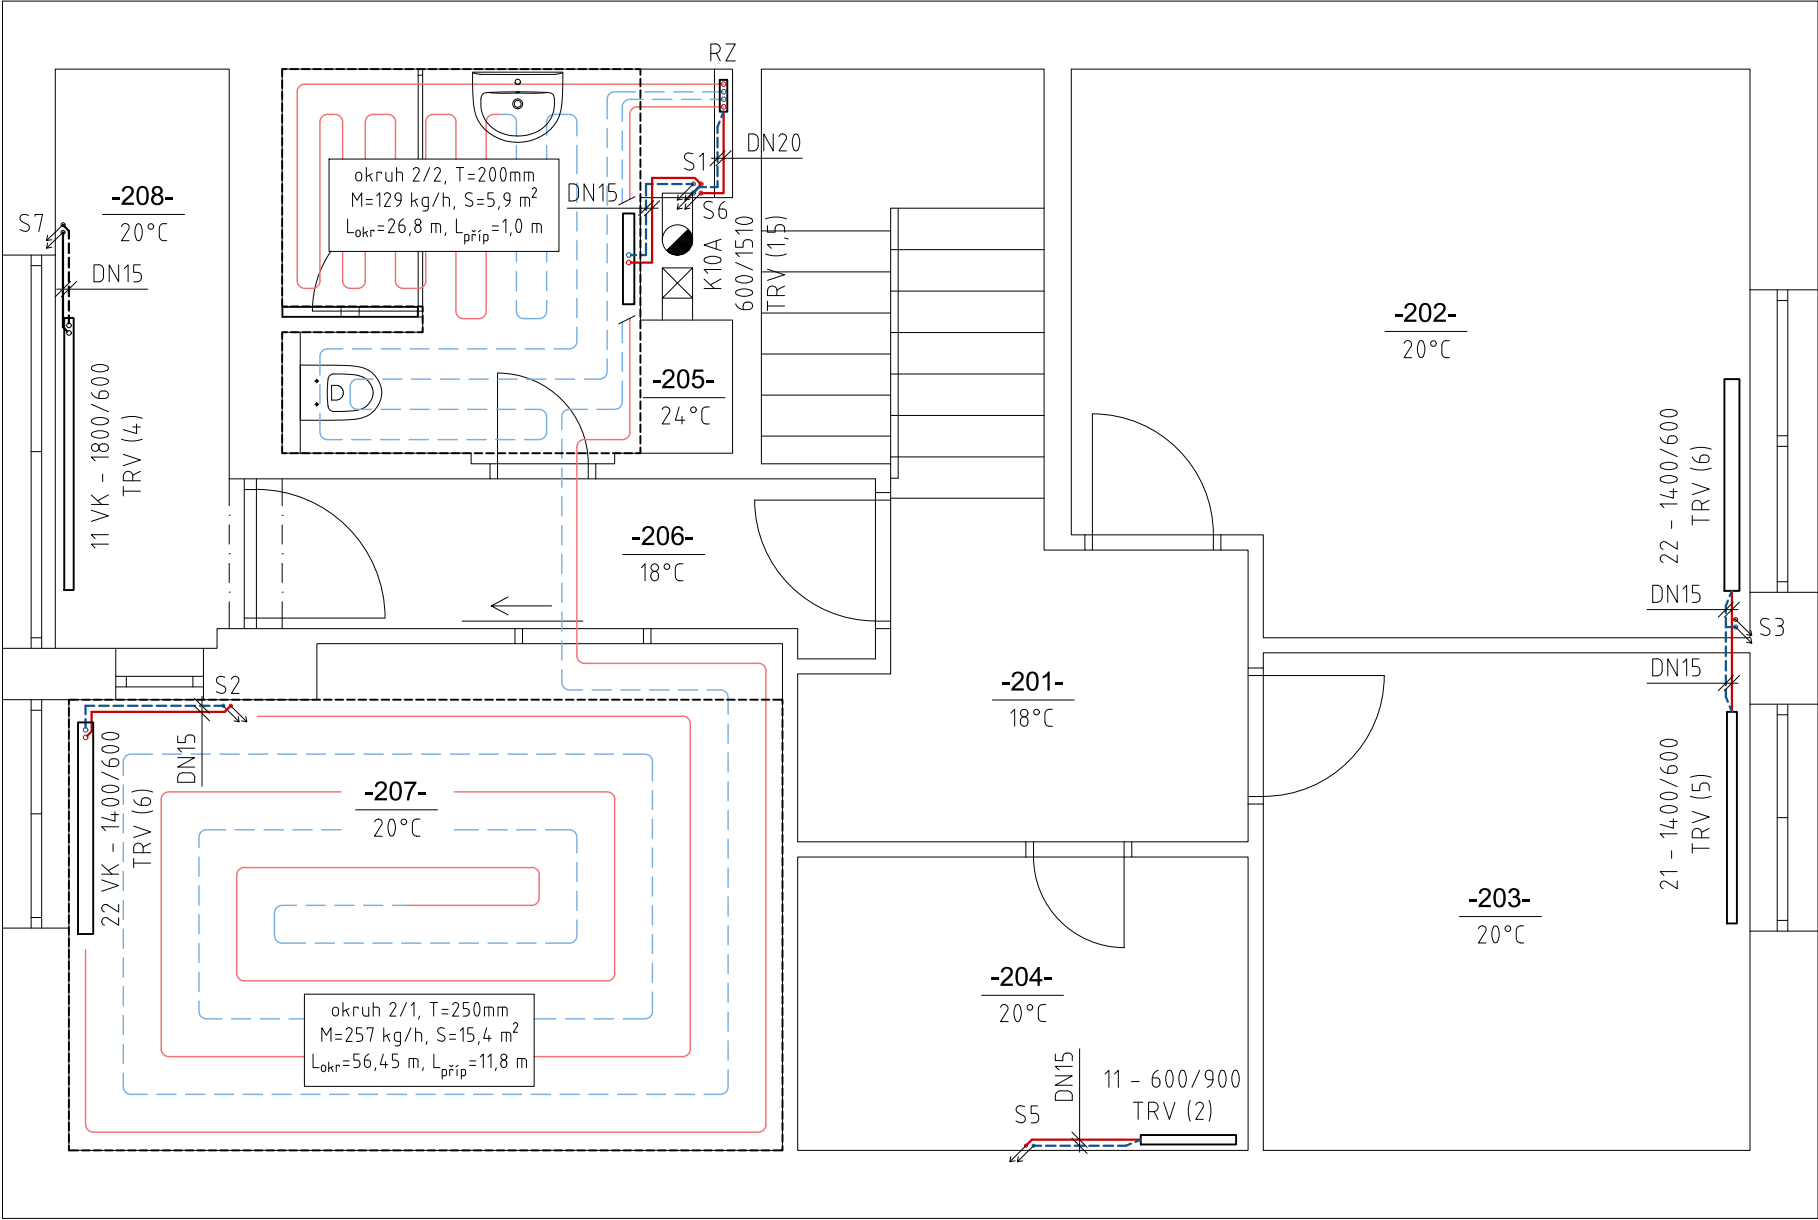 RZ
DN20
S1
DN15
S6
K10A
600/1510
TRV (1,5)
okruh 2/2, T=200mm
M=129 kg/h, S=5,9 m²
Lokr=26,8 m, Lpříp=1,0 m
-208-
20°C
S7
DN15
11 VK - 1800/600
TRV (4)
-205-
24°C
-202-
20°C
22 - 1400/600
TRV (6)
DN15
S3
DN15
-206-
18°C
-201-
18°C
S2
DN15
22 VK - 1400/600
TRV (6)
-207-
20°C
okruh 2/1, T=250mm
M=257 kg/h, S=15,4 m²
Lokr=56,45 m, Lpříp=11,8 m
21 - 1400/600
TRV (5)
-203-
20°C
-204-
20°C
DN15
S5
11 - 600/900
TRV (2)